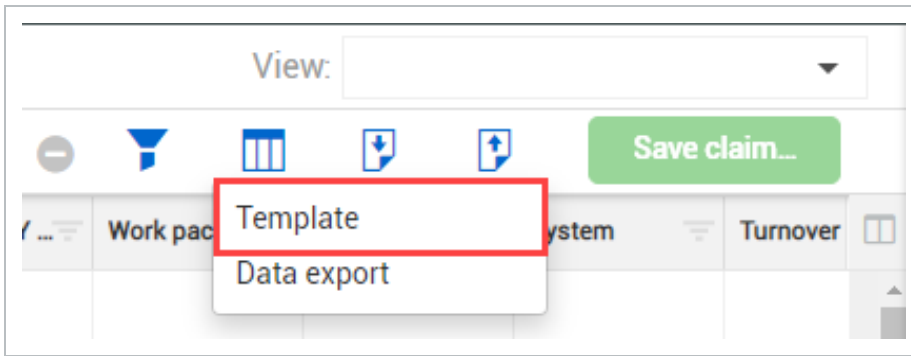 View:
Save claim...
Y ... Work pac ystem Turnover
Template
Data export